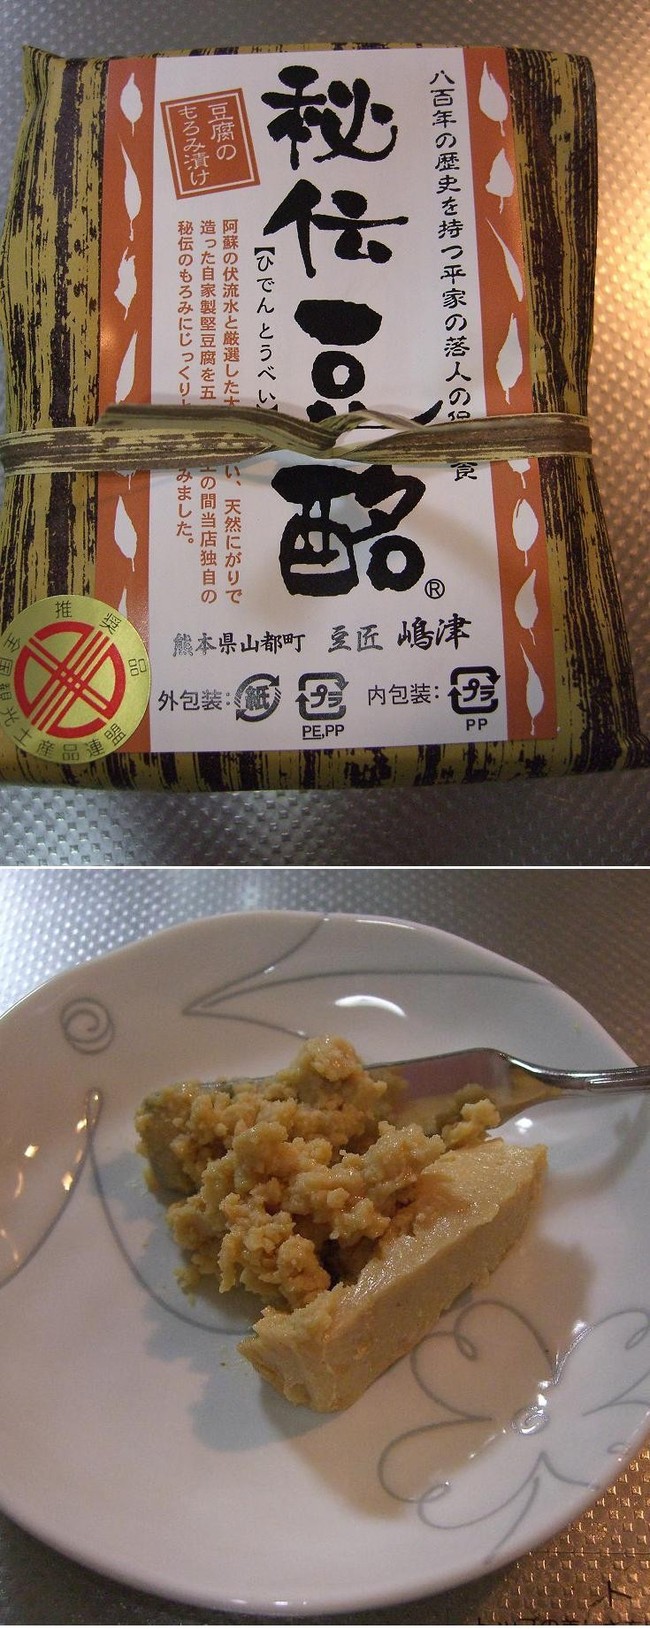 八百年の歴史を持つ平家の落人の保食
秘伝豆酩®
【ひでん とうべい】
豆腐の
もろみ漬け
阿蘇の伏流水と厳選した大い、天然にがりで
造った自家製堅豆腐を五の間当店独自の
秘伝のもろみにじっくりみました。
熊本県山都町 豆匠 嶋津
外包装: 紙 プラ 内包装: プラ
PE,PP PP
推奨品
全国観光土産品連盟